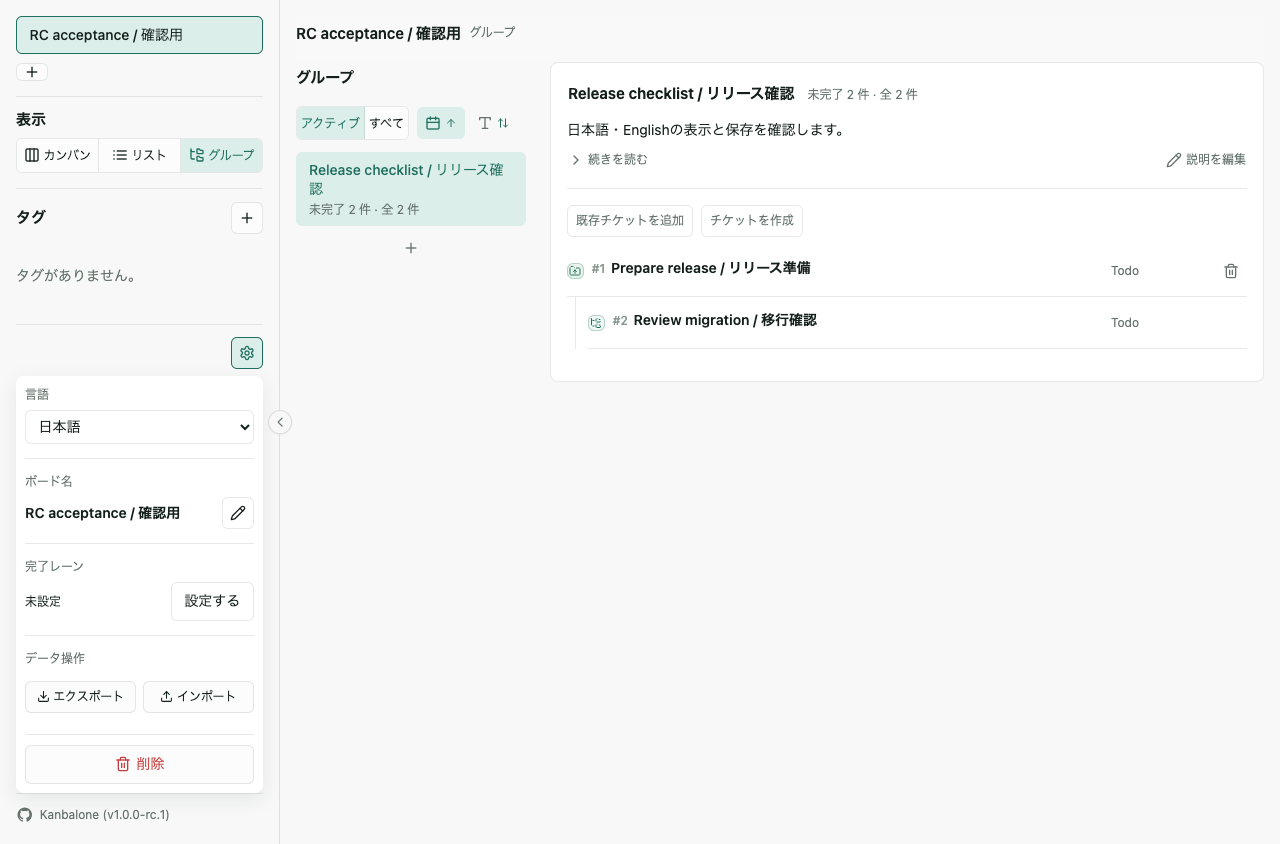 RC acceptance / 確認用
表示
カンバン
リスト
グループ
タグ
タグがありません。
言語
日本語
ボード名
RC acceptance / 確認用
完了レーン
未設定
設定する
データ操作
エクスポート
インポート
削除
Kanbalone (v1.0.0-rc.1)
RC acceptance / 確認用 グループ
グループ
アクティブ
すべて
Release checklist / リリース確
認
未完了 2 件 · 全 2 件
Release checklist / リリース確認 未完了 2 件 · 全 2 件
日本語・Englishの表示と保存を確認します。
続きを読む
説明を編集
既存チケットを追加
チケットを作成
#1 Prepare release / リリース準備 Todo
#2 Review migration / 移行確認 Todo